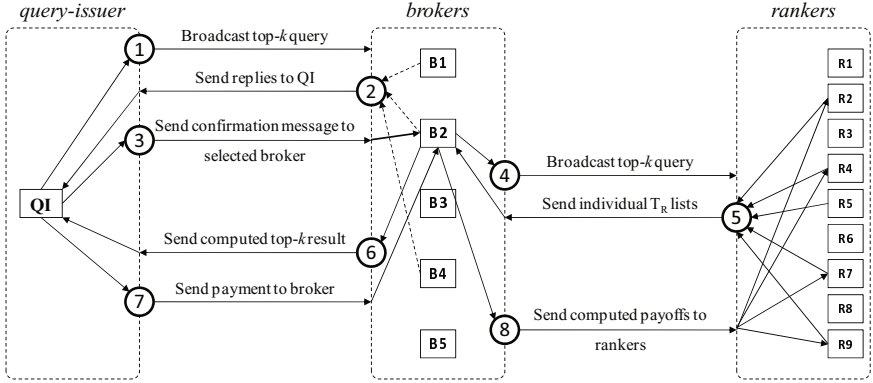 query-issuer
brokers
rankers
1
Broadcast top-k query
Send replies to QI
2
3
Send confirmation message to
selected broker
QI
Send computed top-k result
6
7
Send payment to broker
B1
B2
B3
B4
B5
4
Broadcast top-k query
Send individual TR lists
5
8
Send computed payoffs to
rankers
R1
R2
R3
R4
R5
R6
R7
R8
R9